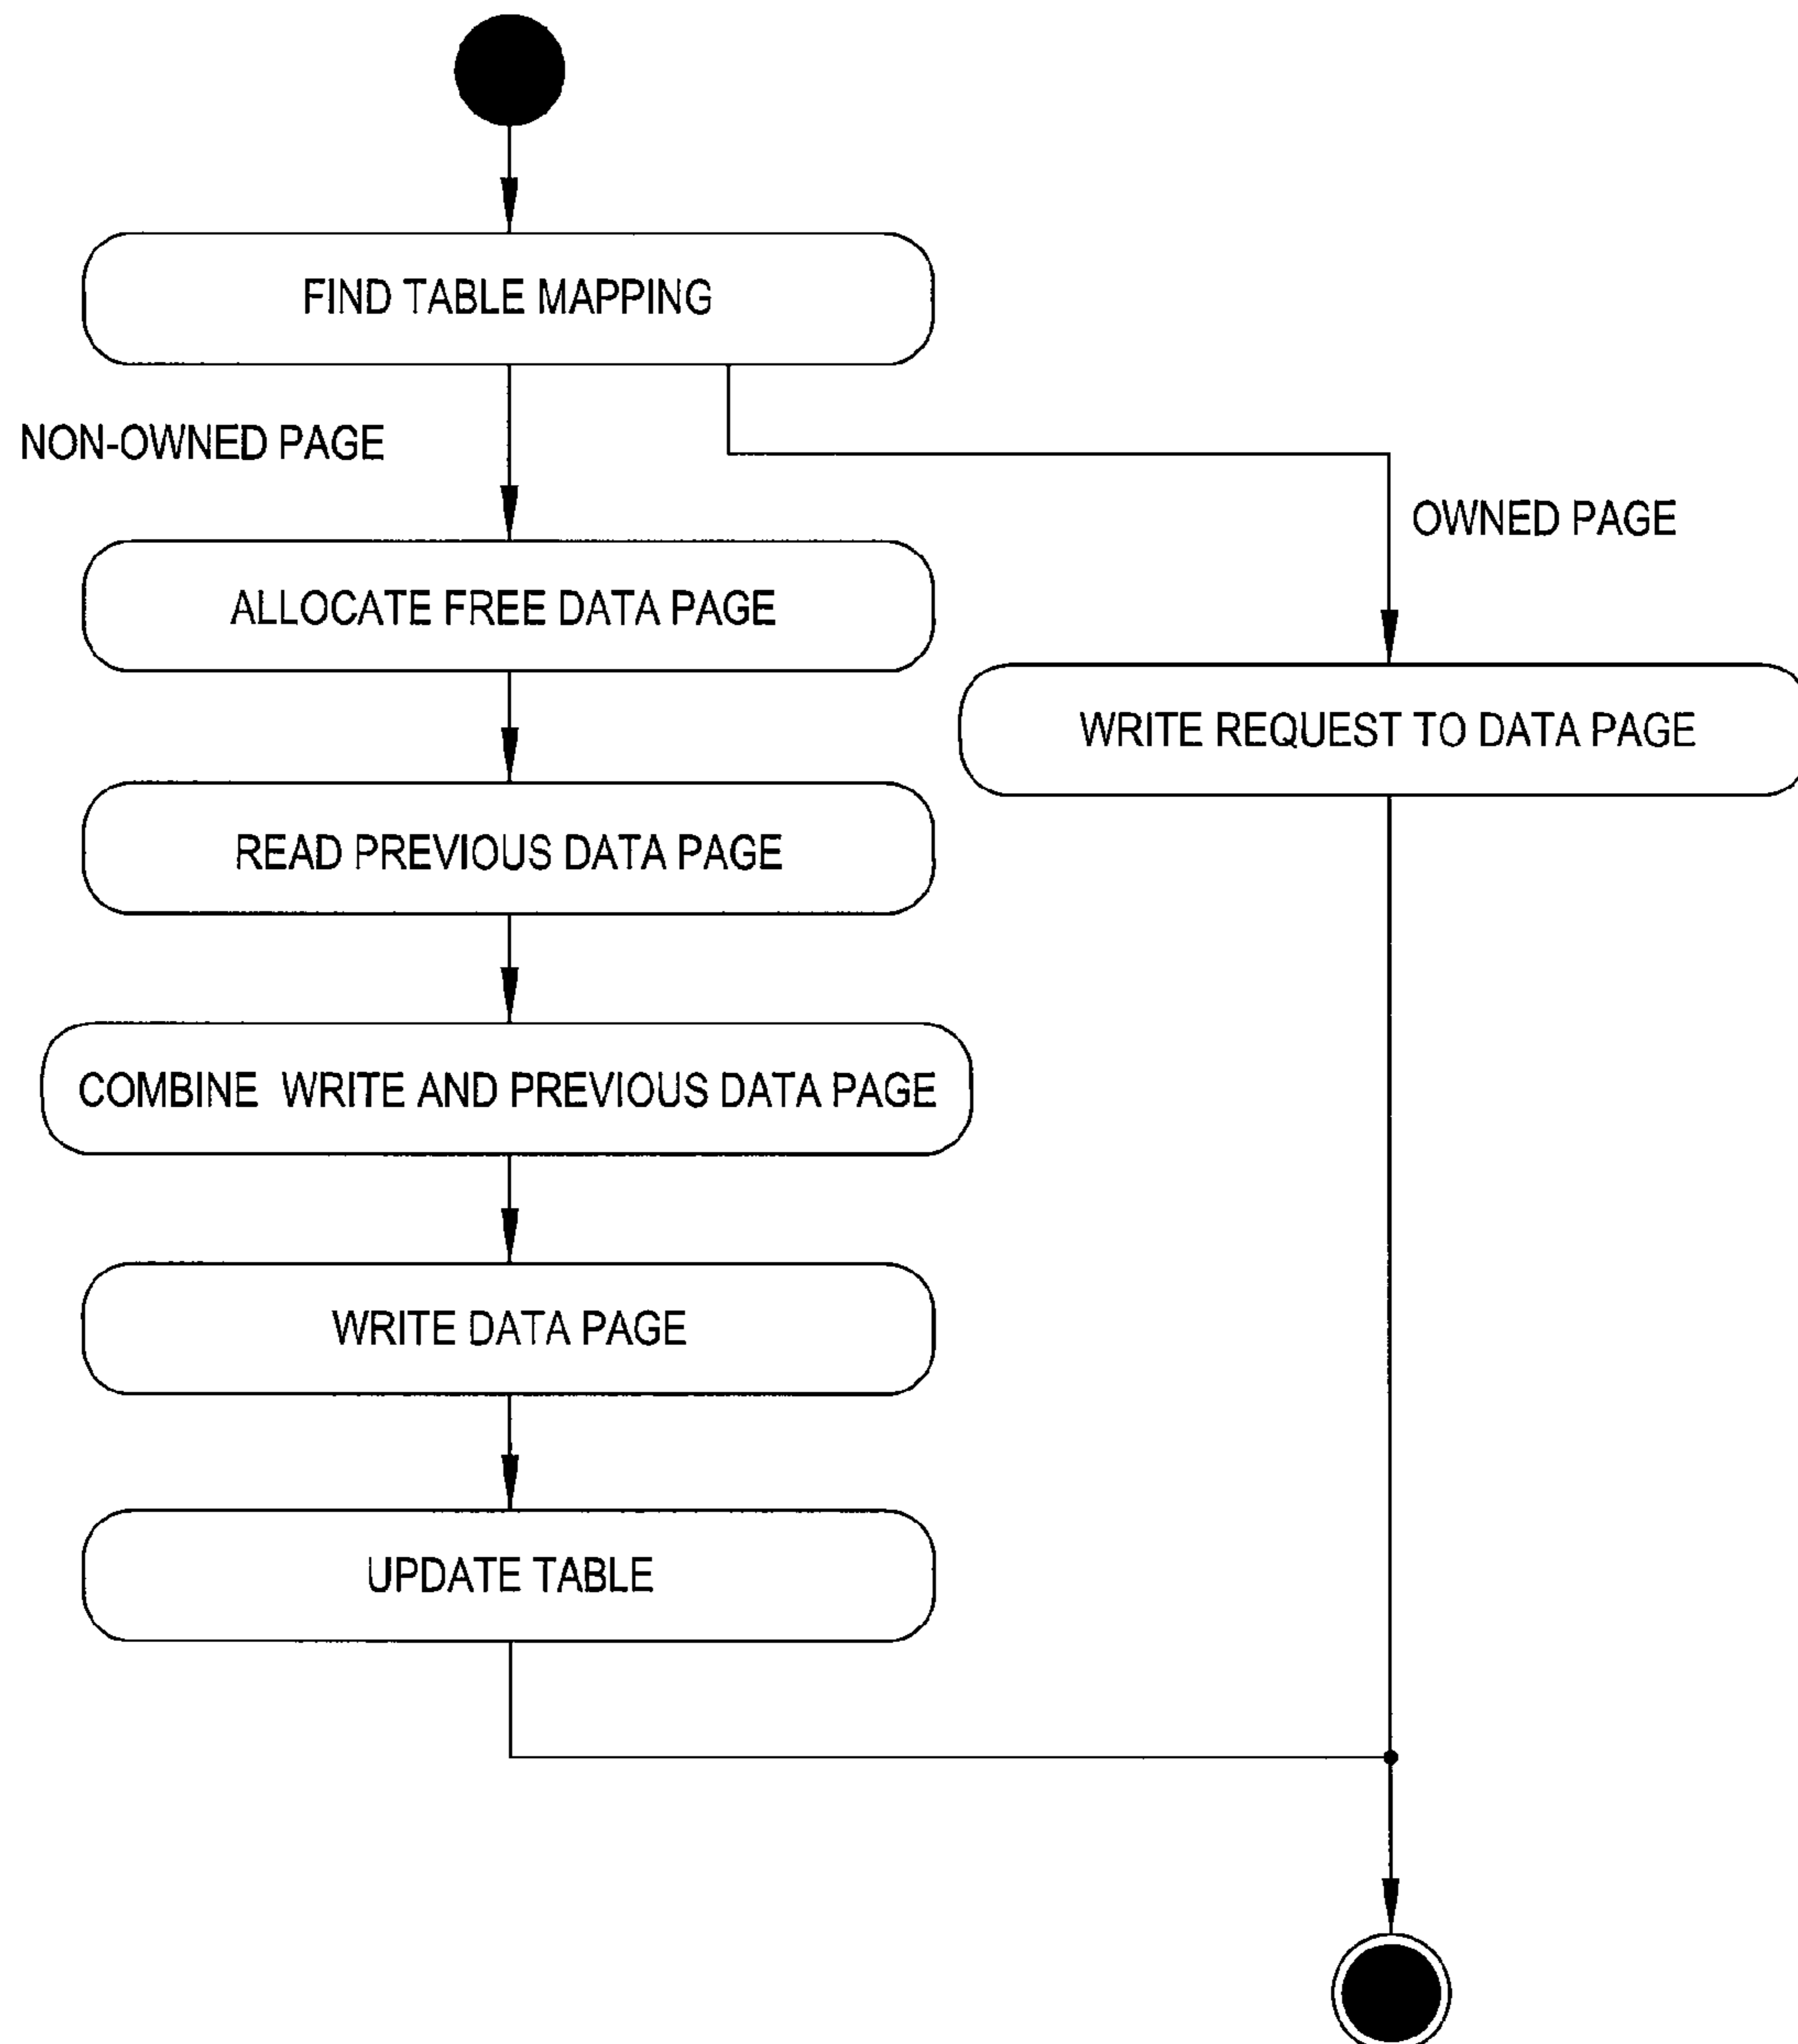 FIND TABLE MAPPING
NON-OWNED PAGE
OWNED PAGE
ALLOCATE FREE DATA PAGE
WRITE REQUEST TO DATA PAGE
READ PREVIOUS DATA PAGE
COMBINE WRITE AND PREVIOUS DATA PAGE
WRITE DATA PAGE
UPDATE TABLE